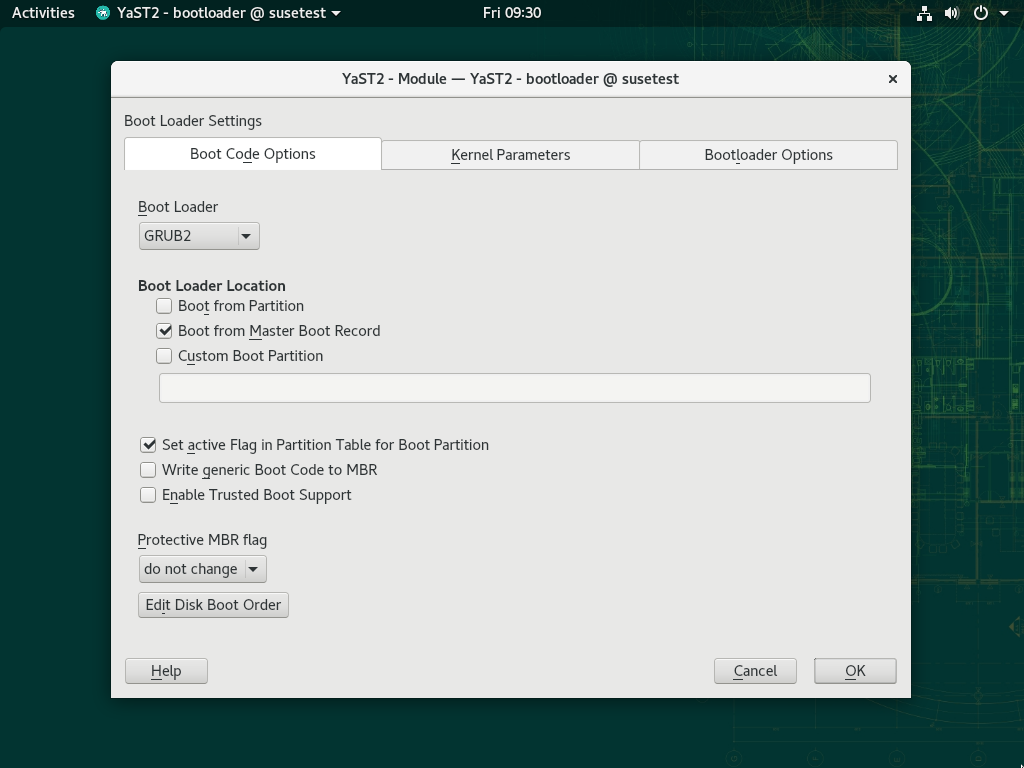 Activities YaST2 - bootloader @ susetest Fri 09:30
YaST2 - Module — YaST2 - bootloader @ susetest
Boot Loader Settings
Boot Code Options Kernel Parameters Bootloader Options
Boot Loader
GRUB2
Boot Loader Location
Boot from Partition
Boot from Master Boot Record
Custom Boot Partition
Set active Flag in Partition Table for Boot Partition
Write generic Boot Code to MBR
Enable Trusted Boot Support
Protective MBR flag
do not change
Edit Disk Boot Order
Help Cancel OK